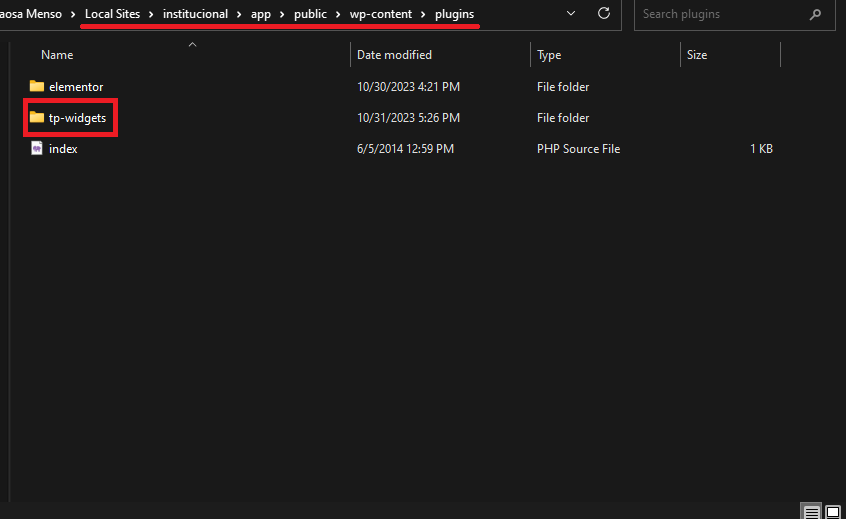 aosa Menso > Local Sites > institucional > app > public > wp-content > plugins Search plugins
Name Date modified Type Size
elementor 10/30/2023 4:21 PM File folder
tp-widgets 10/31/2023 5:26 PM File folder
index 6/5/2014 12:59 PM PHP Source File 1 KB